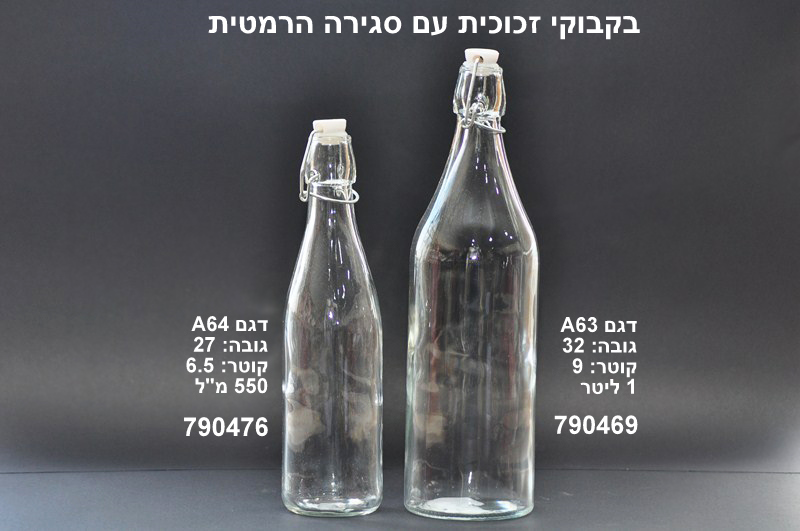 בקבוקי זכוכית עם סגירה הרמטית
דגם A63
גובה: 32
קוטר: 9
1 ליטר
790469
דגם A64
גובה: 27
קוטר: 6.5
550 מ"ל
790476